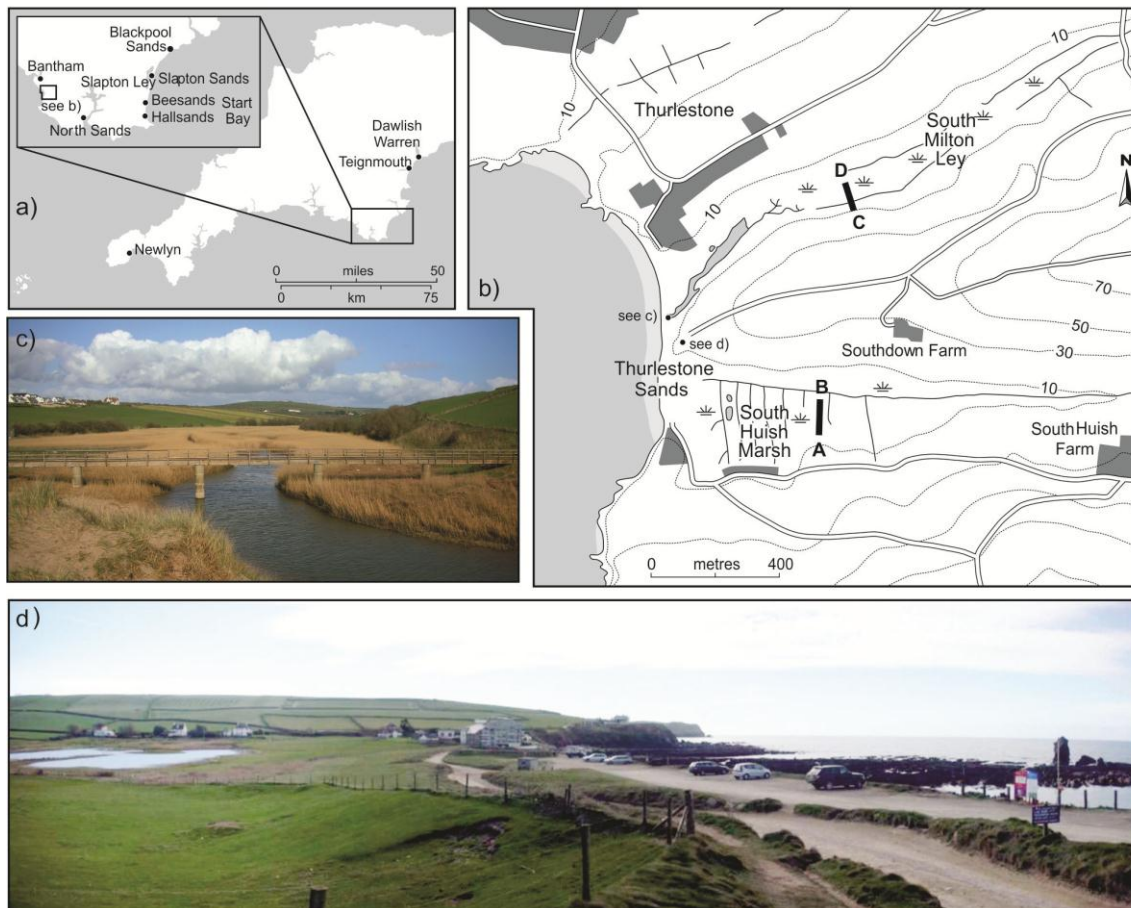 a)
Blackpool
Sands
Bantham
Slapton Ley
Slapton Sands
see b)
Beesands
Start
Hallsands
Bay
North Sands
Dawlish
Warren
Teignmouth
Newlyn
0 miles 50
0 km 75
b)
10
10
Thurlestone
South
Milton
Ley
N
10
10
D
C
see c)
see d)
70
50
30
Southdown Farm
Thurlestone
Sands
10
B
South
Huish
Marsh
A
South Huish
Farm
0 metres 400
c)
d)